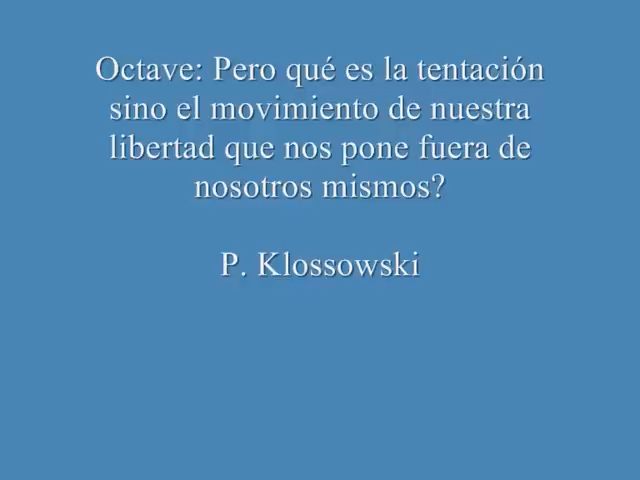 Octave: Pero qué es la tentación
sino el movimiento de nuestra
libertad que nos pone fuera de
nosotros mismos?
P. Klossowski